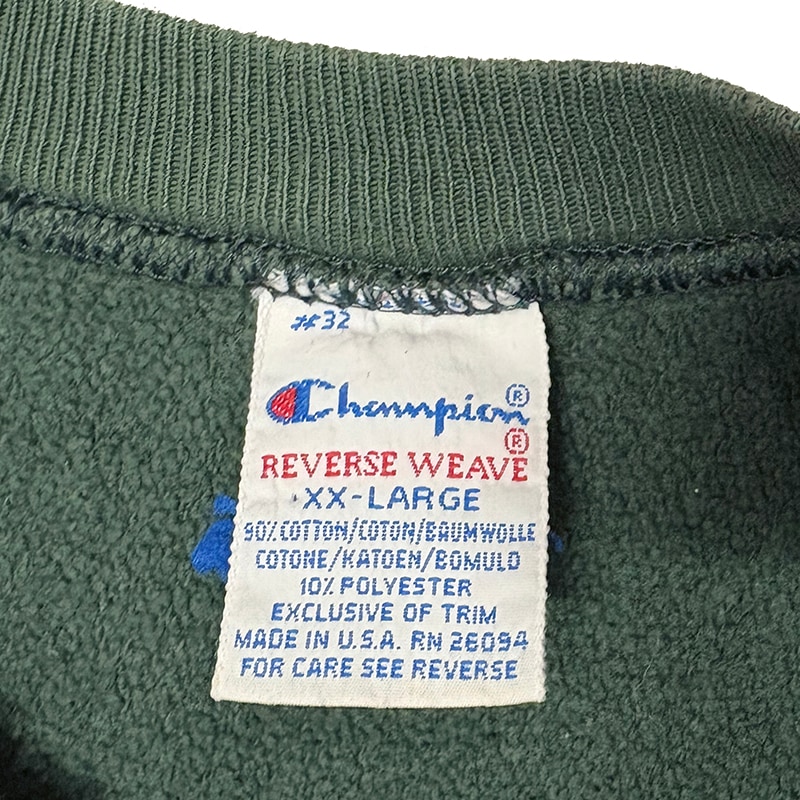 #32
Champion®
®
REVERSE WEAVE
XX-LARGE
90% COTTON/COTON/BAUMWOLLE
COTONE/KATOEN/BOMULD
10% POLYESTER
EXCLUSIVE OF TRIM
MADE IN U.S.A. RN 26094
FOR CARE SEE REVERSE